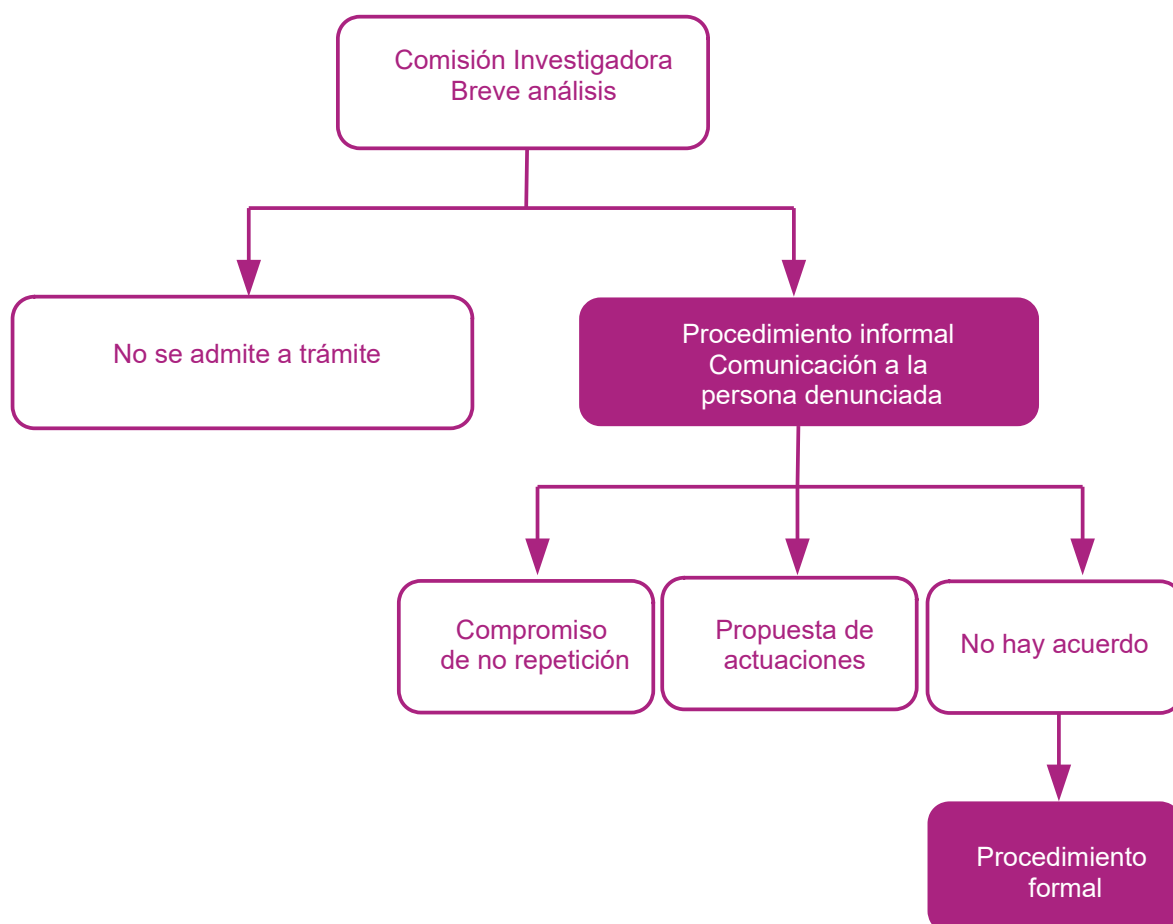 Comisión Investigadora
Breve análisis
No se admite a trámite
Procedimiento informal
Comunicación a la
persona denunciada
Compromiso
de no repetición
Propuesta de
actuaciones
No hay acuerdo
Procedimiento
formal